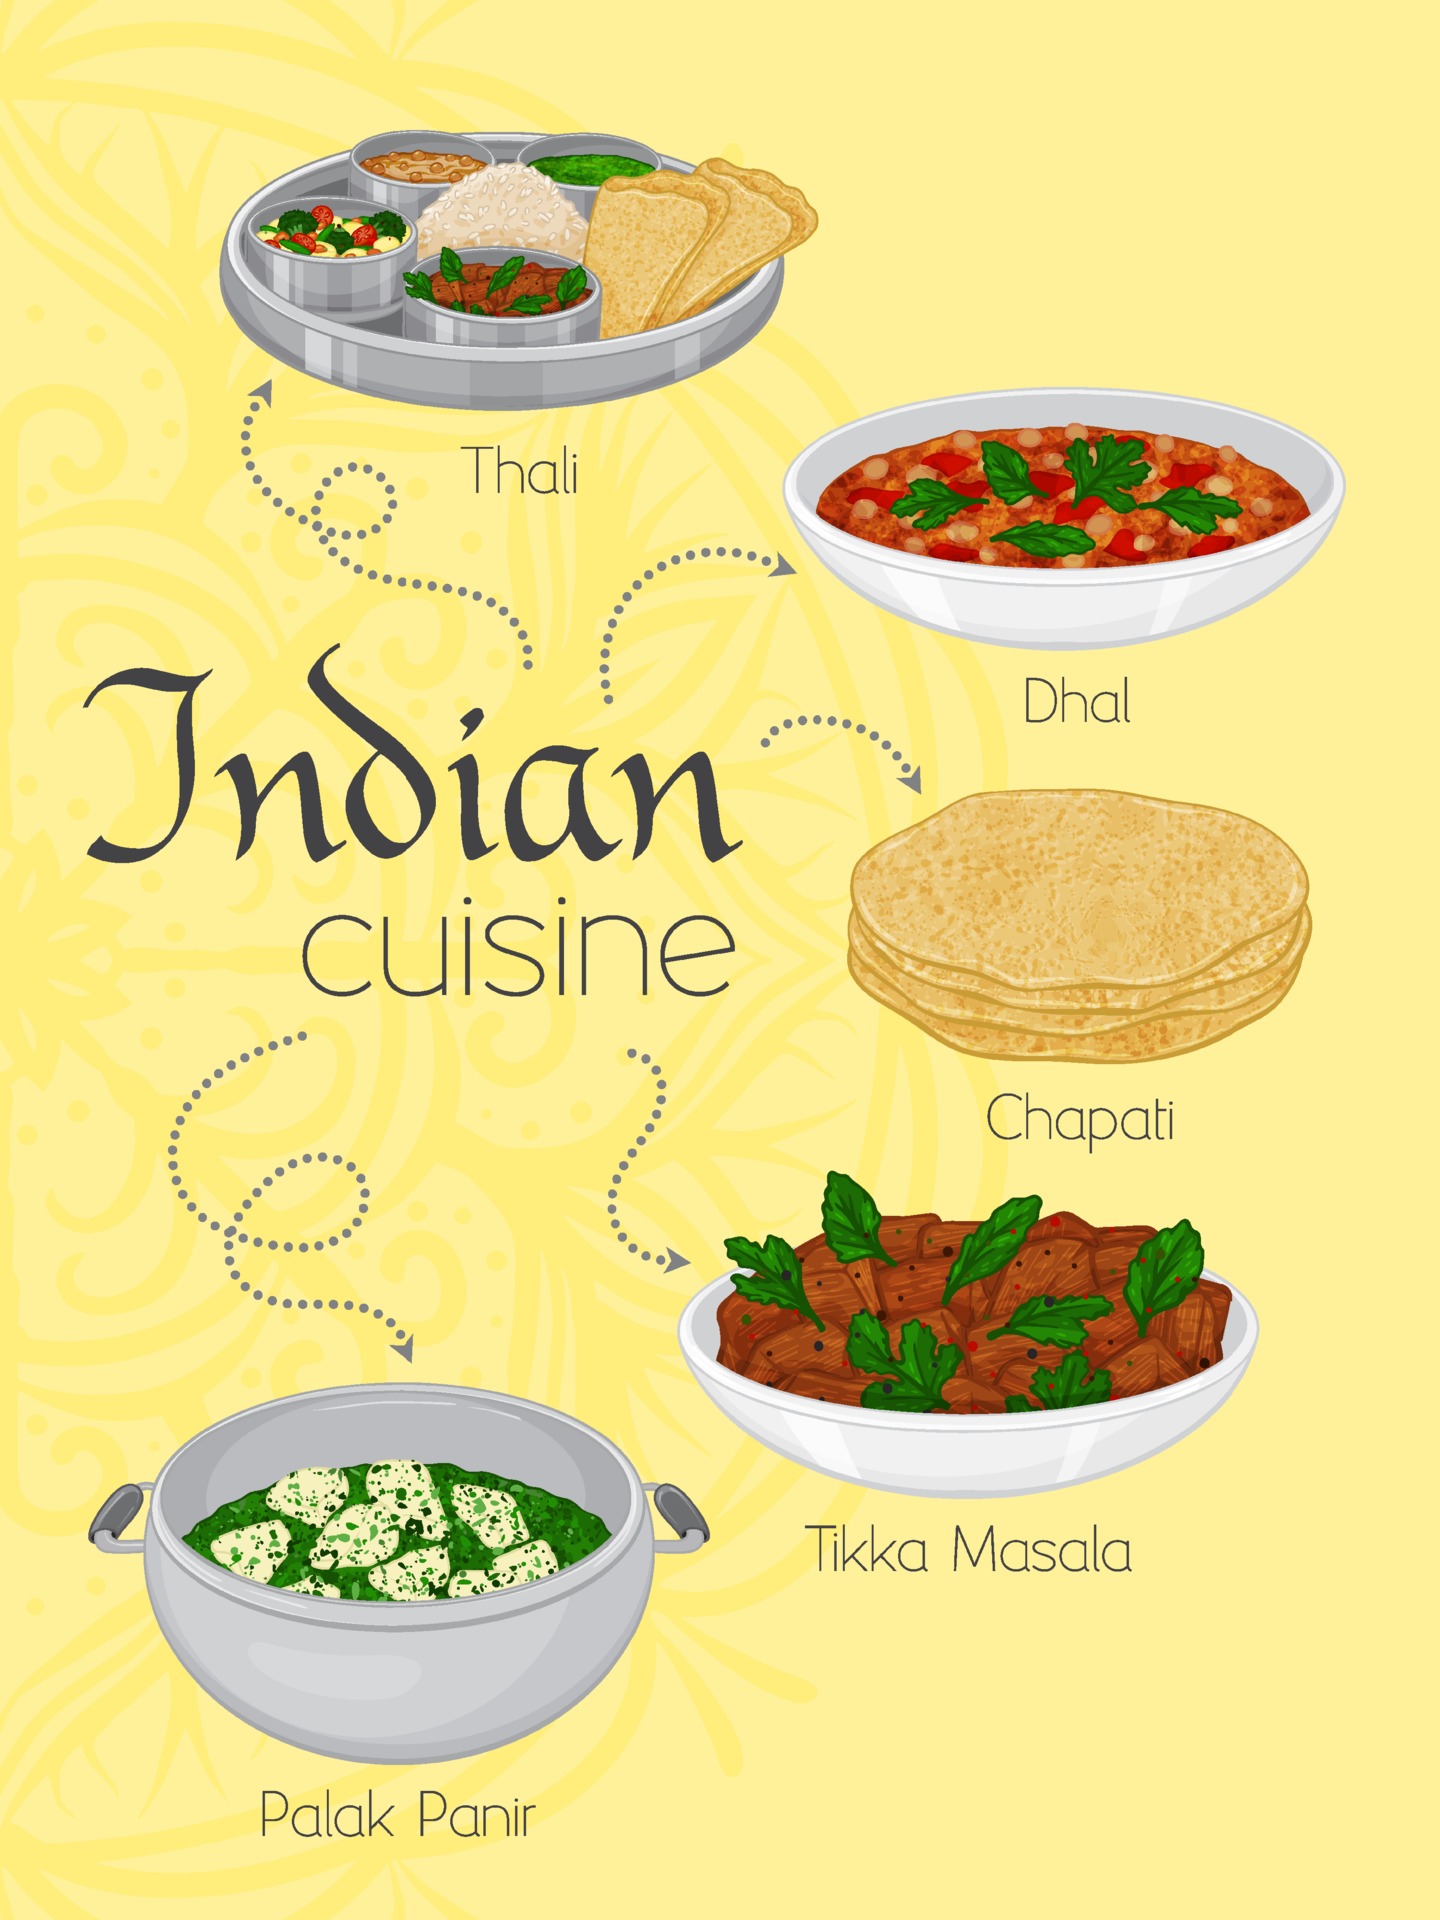 Thali
Dhal
Indian
cuisine
Chapati
Tikka Masala
Palak Panir